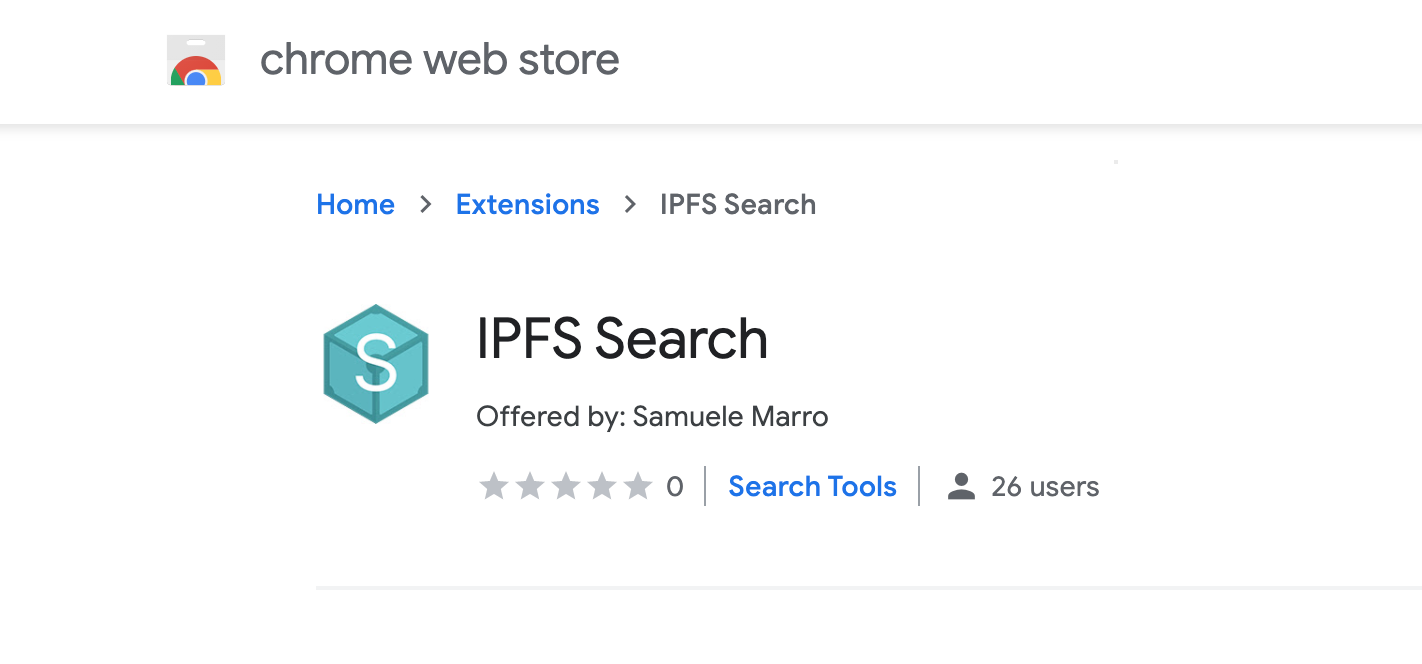 chrome web store
Home > Extensions > IPFS Search
S
IPFS Search
Offered by: Samuele Marro
0 | Search Tools | 26 users